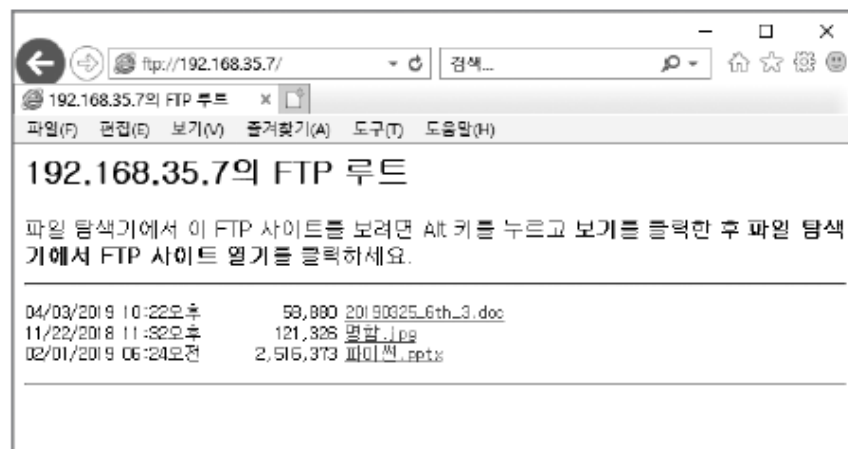 ftp://192.168.35.7/
검색...
192.168.35.7의 FTP 루트
파일(F) 편집(E) 보기(V) 즐겨찾기(A) 도구(T) 도움말(H)
192.168.35.7의 FTP 루트
파일 탐색기에서 이 FTP 사이트를 보려면 Alt 키를 누르고 보기를 클릭한 후 파일 탐색
기에서 FTP 사이트 열기를 클릭하세요.
04/03/2019 10:22오후 58,880 20190325_6th_3.doc
11/22/2018 11:32오후 121,326 명함.jpg
02/01/2019 06:24오전 2,516,373 파이썬.pptx